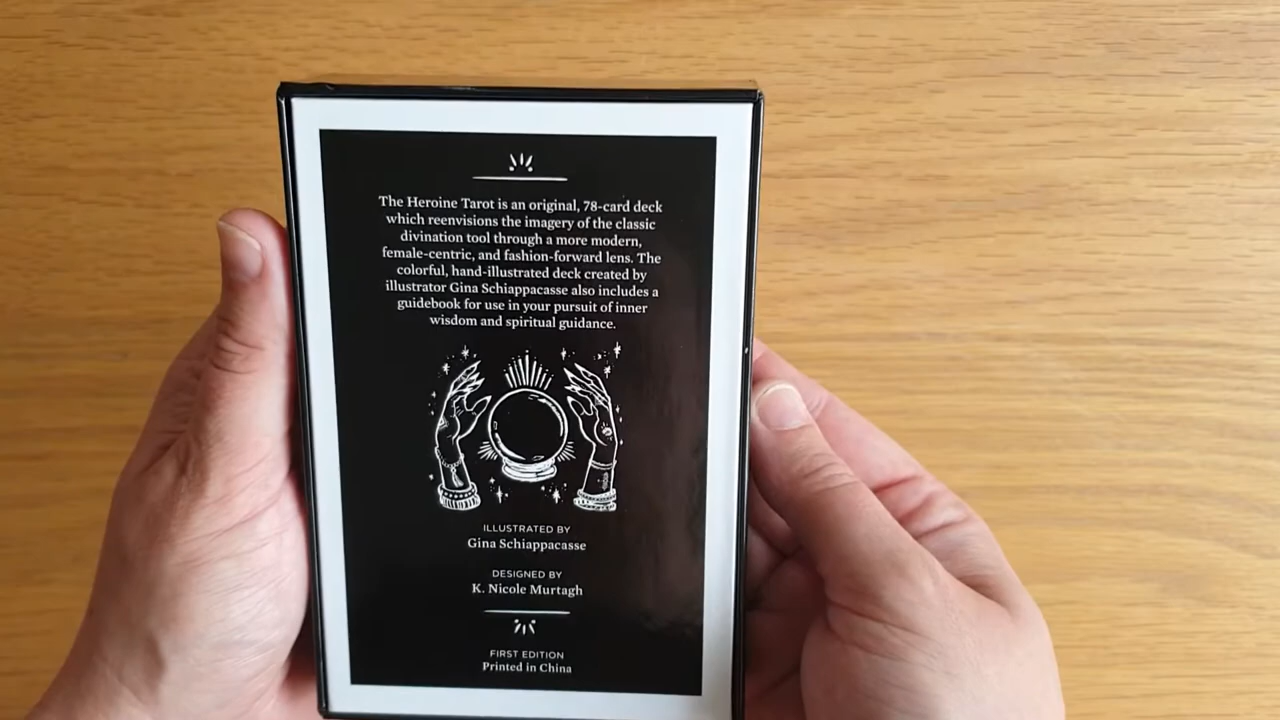 The Heroine Tarot is an original, 78-card deck
which reenvisions the imagery of the classic
divination tool through a more modern,
female-centric, and fashion-forward lens. The
colorful, hand-illustrated deck created by
illustrator Gina Schiappacasse also includes a
guidebook for use in your pursuit of inner
wisdom and spiritual guidance.
ILLUSTRATED BY
Gina Schiappacasse
DESIGNED BY
K. Nicole Murtagh
FIRST EDITION
Printed in China